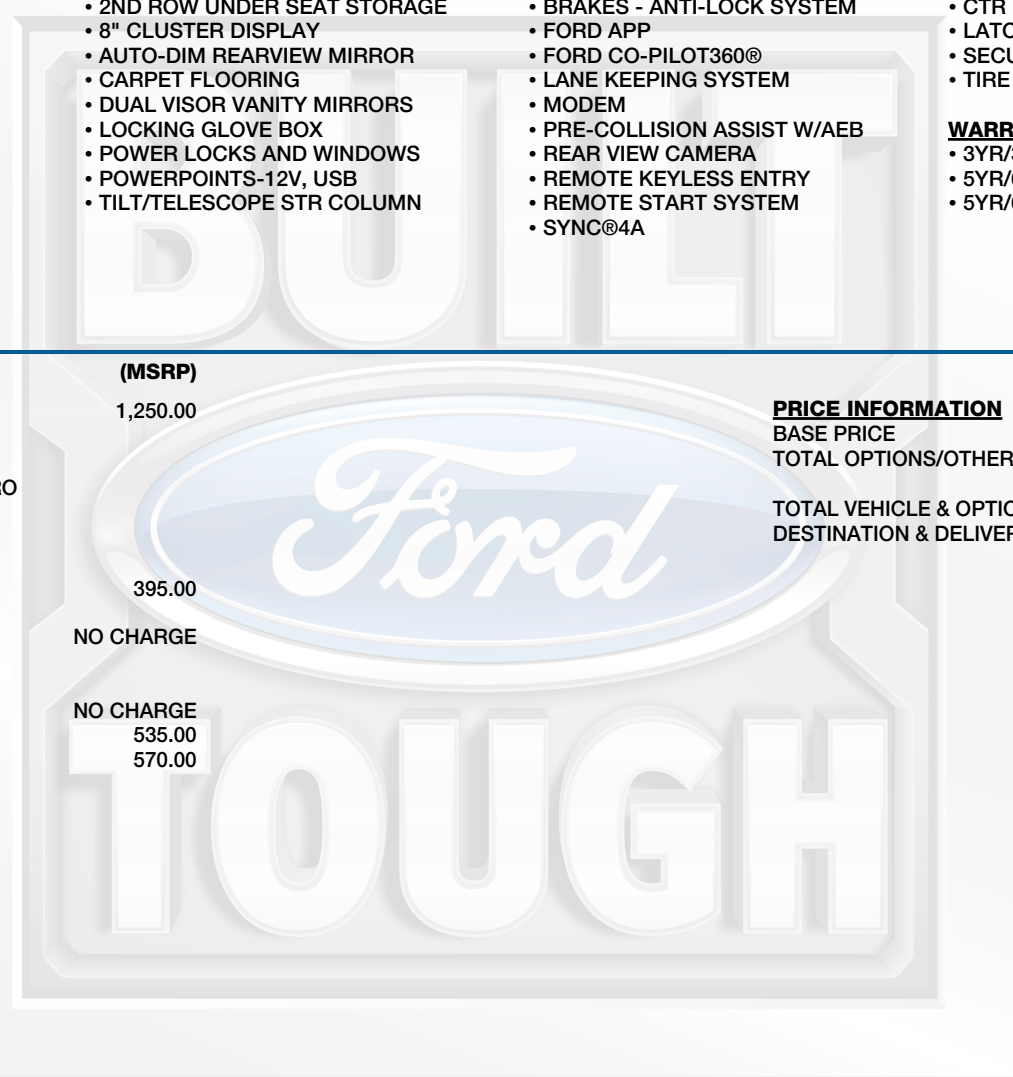 • 2ND ROW UNDER SEAT STORAGE
• 8" CLUSTER DISPLAY
• AUTO-DIM REARVIEW MIRROR
• CARPET FLOORING
• DUAL VISOR VANITY MIRRORS
• LOCKING GLOVE BOX
• POWER LOCKS AND WINDOWS
• POWERPOINTS-12V, USB
• TILT/TELESCOPE STR COLUMN
• BRAKES - ANTI-LOCK SYSTEM
• FORD APP
• FORD CO-PILOT360®
• LANE KEEPING SYSTEM
• MODEM
• PRE-COLLISION ASSIST W/AEB
• REAR VIEW CAMERA
• REMOTE KEYLESS ENTRY
• REMOTE START SYSTEM
• SYNC®4A
• CTR
• LATC
• SECU
• TIRE
WARR
• 3YR/3
• 5YR/6
• 5YR/6
(MSRP)
1,250.00
RO
395.00
NO CHARGE
NO CHARGE
535.00
570.00
PRICE INFORMATION
BASE PRICE
TOTAL OPTIONS/OTHER
TOTAL VEHICLE & OPTIO
DESTINATION & DELIVER
BUILT
Ford
TOUGH